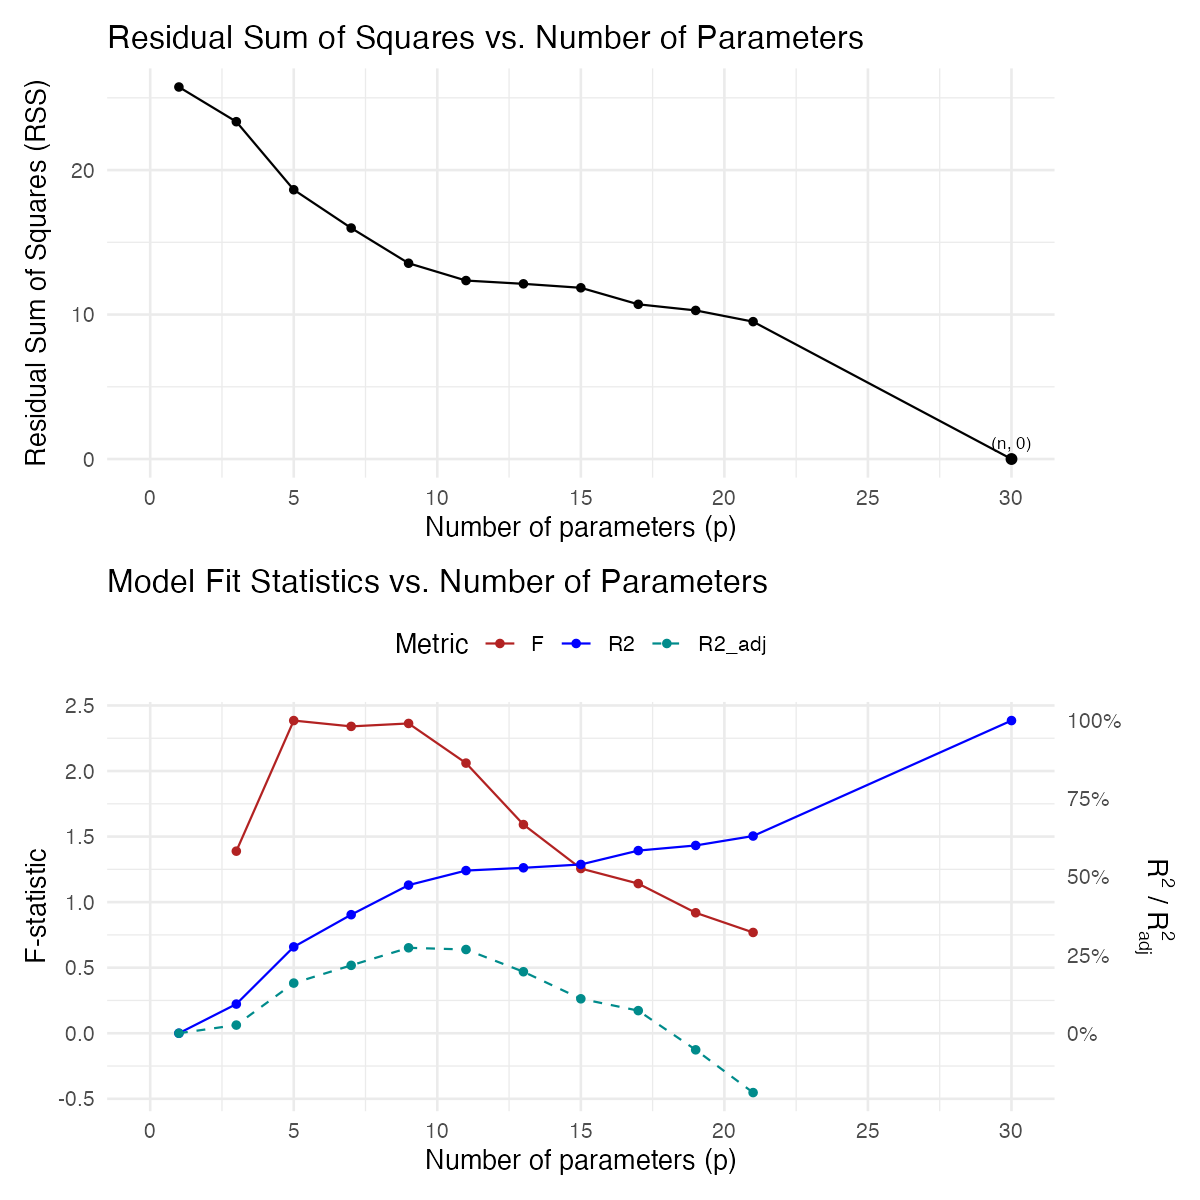 Residual Sum of Squares vs. Number of Parameters
Residual Sum of Squares (RSS)
20
10
0
(n, 0)
0 5 10 15 20 25 30
Number of parameters (p)
Model Fit Statistics vs. Number of Parameters
Metric F R2 R2_adj
F-statistic
2.5
2.0
1.5
1.0
0.5
0.0
-0.5
100%
75%
50%
25%
0%
R² / R²adj
0 5 10 15 20 25 30
Number of parameters (p)